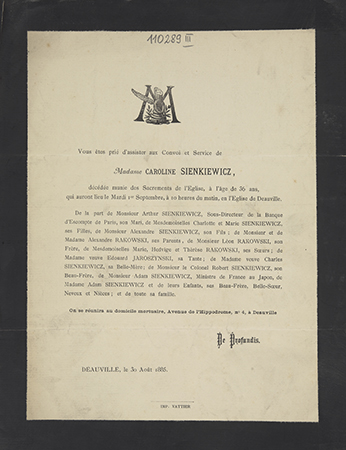 110289 III
Vous êtes prié d'assister aux Convoi et Service de
Madame CAROLINE SIENKIEWICZ,
décédée munie des Sacrements de l'Église, à l'âge de 36 ans,
qui auront lieu le Mardi 1er Septembre, à 10 heures du matin, en l'Église de Deauville.
De la part de Monsieur Arthur SIENKIEWICZ, Sous-Directeur de la Banque
d'Escompte de Paris, son Mari, de Mesdemoiselles Charlotte et Marie SIENKIEWICZ,
ses Filles, de Monsieur Alexandre SIENKIEWICZ, son Fils ; de Monsieur et de
Madame Alexandre RAKOWSKI, ses Parents, de Monsieur Léon RAKOWSKI, son
Frère, de Mesdemoiselles Marie, Hedwige et Thérèse RAKOWSKI, ses Sœurs ; de
Madame veuve Edouard JAROSZYNSKI, sa Tante ; de Madame veuve Charles
SIENKIEWICZ, sa Belle-Mère ; de Monsieur le Colonel Robert SIENKIEWICZ, son
Beau-Frère, de Monsieur Adam SIENKIEWICZ, Ministre de France au Japon, de
Madame Adam SIENKIEWICZ et de leurs Enfants, ses Beau-Frère, Belle-Sœur,
Neveux et Nièces ; et de toute sa famille.
On se réunira au domicile mortuaire, Avenue de l'Hippodrome, n° 4, à Deauville
De Profundis.
DEAUVILLE, le 30 Août 1885.
IMP. VATTIER